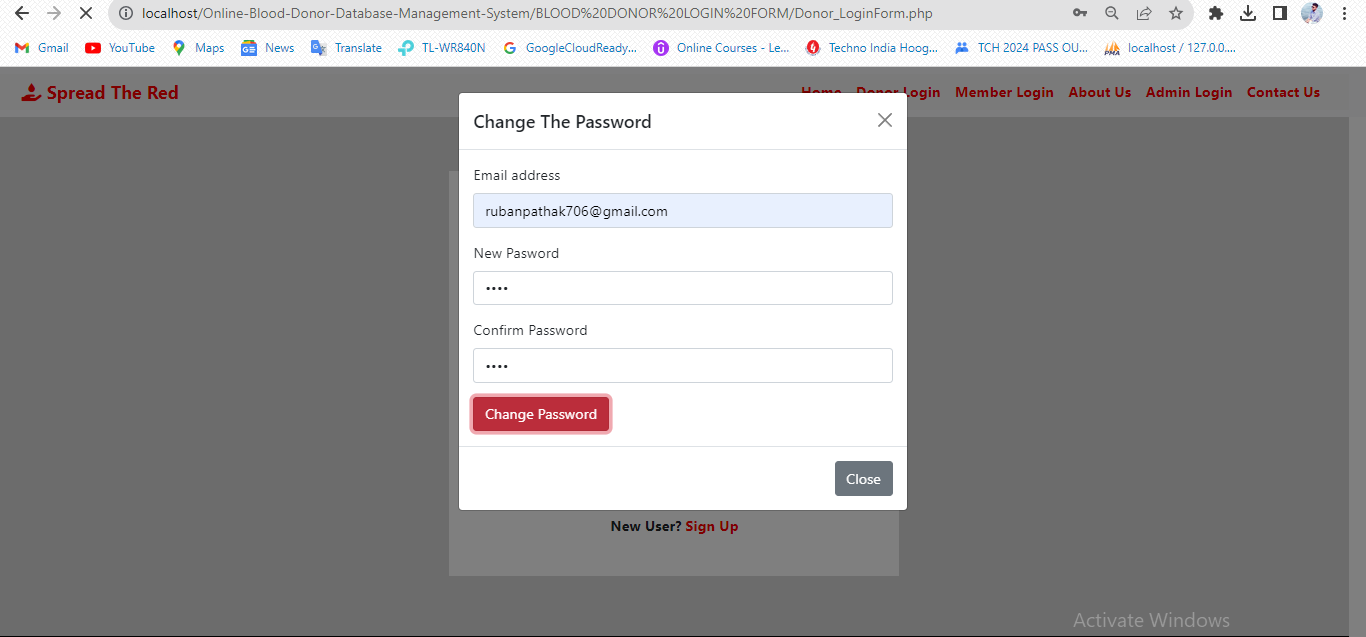 localhost/Online-Blood-Donor-Database-Management-System/BLOOD%20DONOR%20LOGIN%20FORM/Donor_LoginForm.php
Gmail YouTube Maps News Translate TL-WR840N GoogleCloudReady... Online Courses - Le... Techno India Hoog... TCH 2024 PASS OU... PMA localhost / 127.0.0....
Spread The Red Home Donor Login Member Login About Us Admin Login Contact Us
Change The Password
Email address
rubanpathak706@gmail.com
New Pasword
••••
Confirm Password
••••
Change Password
Close
New User? Sign Up
Activate Windows